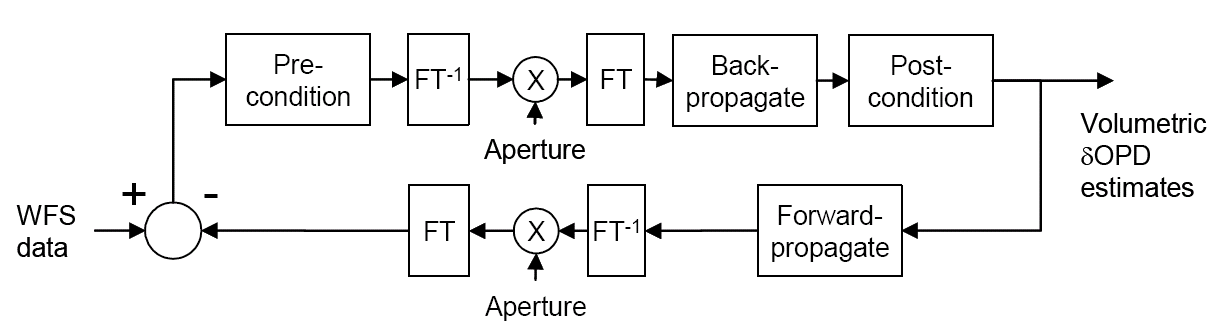 Pre-
condition
FT-1
X
FT
Back-
propagate
Post-
condition
Aperture
Volumetric
δOPD
estimates
+
-
WFS
data
FT
X
FT-1
Forward-
propagate
Aperture